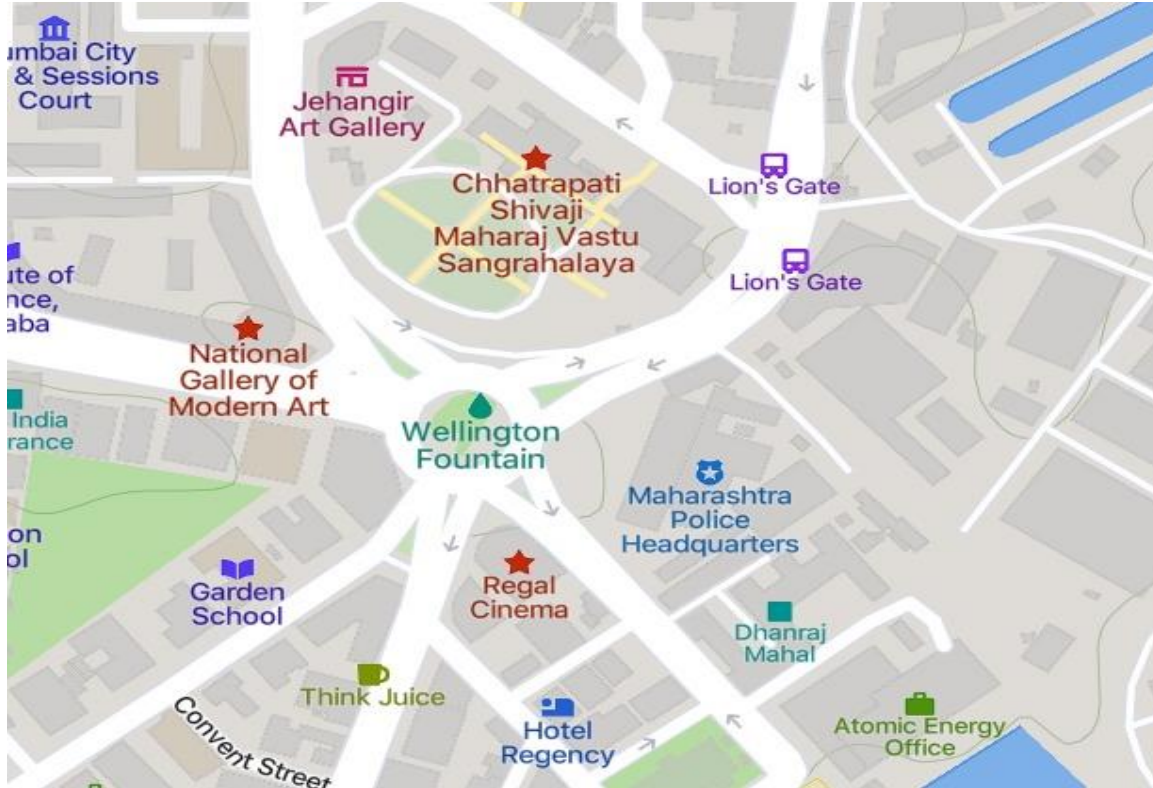 umbai City
& Sessions
Court
Jehangir
Art Gallery
Chhatrapati
Shivaji
Maharaj Vastu
Sangrahalaya
Lion's Gate
Lion's Gate
ute of
nce,
aba
National
Gallery of
Modern Art
India
rance
Wellington
Fountain
Maharashtra
Police
Headquarters
on
ol
Garden
School
Regal
Cinema
Dhanraj
Mahal
Think Juice
Convent Street
Hotel
Regency
Atomic Energy
Office